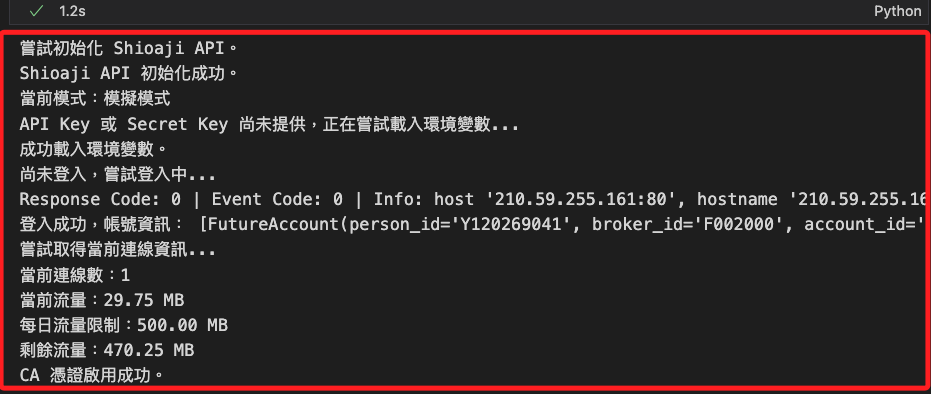 1.2s
Python
嘗試初始化 Shioaji API。
Shioaji API 初始化成功。
當前模式：模擬模式
API Key 或 Secret Key 尚未提供，正在嘗試載入環境變數...
成功載入環境變數。
尚未登入，嘗試登入中...
Response Code: 0 | Event Code: 0 | Info: host '210.59.255.161:80', hostname '210.59.255.16
登入成功，帳號資訊： [FutureAccount(person_id='Y120269041', broker_id='F002000', account_id='
嘗試取得當前連線資訊...
當前連線數：1
當前流量：29.75 MB
每日流量限制：500.00 MB
剩餘流量：470.25 MB
CA 憑證啟用成功。